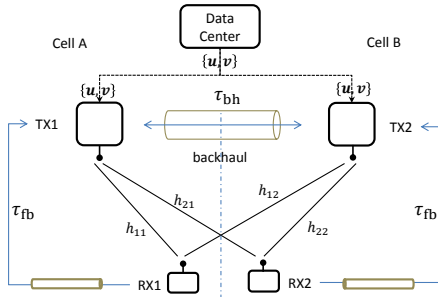 Data
Center
Cell A
Cell B
{u, v}
{u, v}
{u, v}
τbh
TX1
TX2
backhaul
τfb
τfb
h21
h12
h11
h22
RX1
RX2